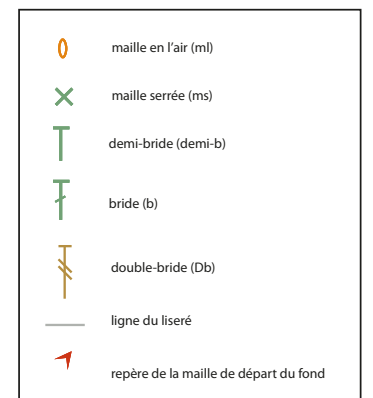 maille en l'air (ml)
maille serrée (ms)
demi-bride (demi-b)
bride (b)
double-bride (Db)
ligne du liseré
repère de la maille de départ du fond